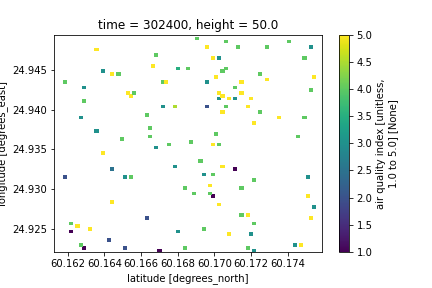 time = 302400, height = 50.0
longitude [degrees_east]
24.945
24.940
24.935
24.930
24.925
60.162 60.164 60.166 60.168 60.170 60.172 60.174
latitude [degrees_north]
5.0
4.5
4.0
3.5
3.0
2.5
2.0
1.5
1.0
air quality index [unitless,
1.0 to 5.0] [None]